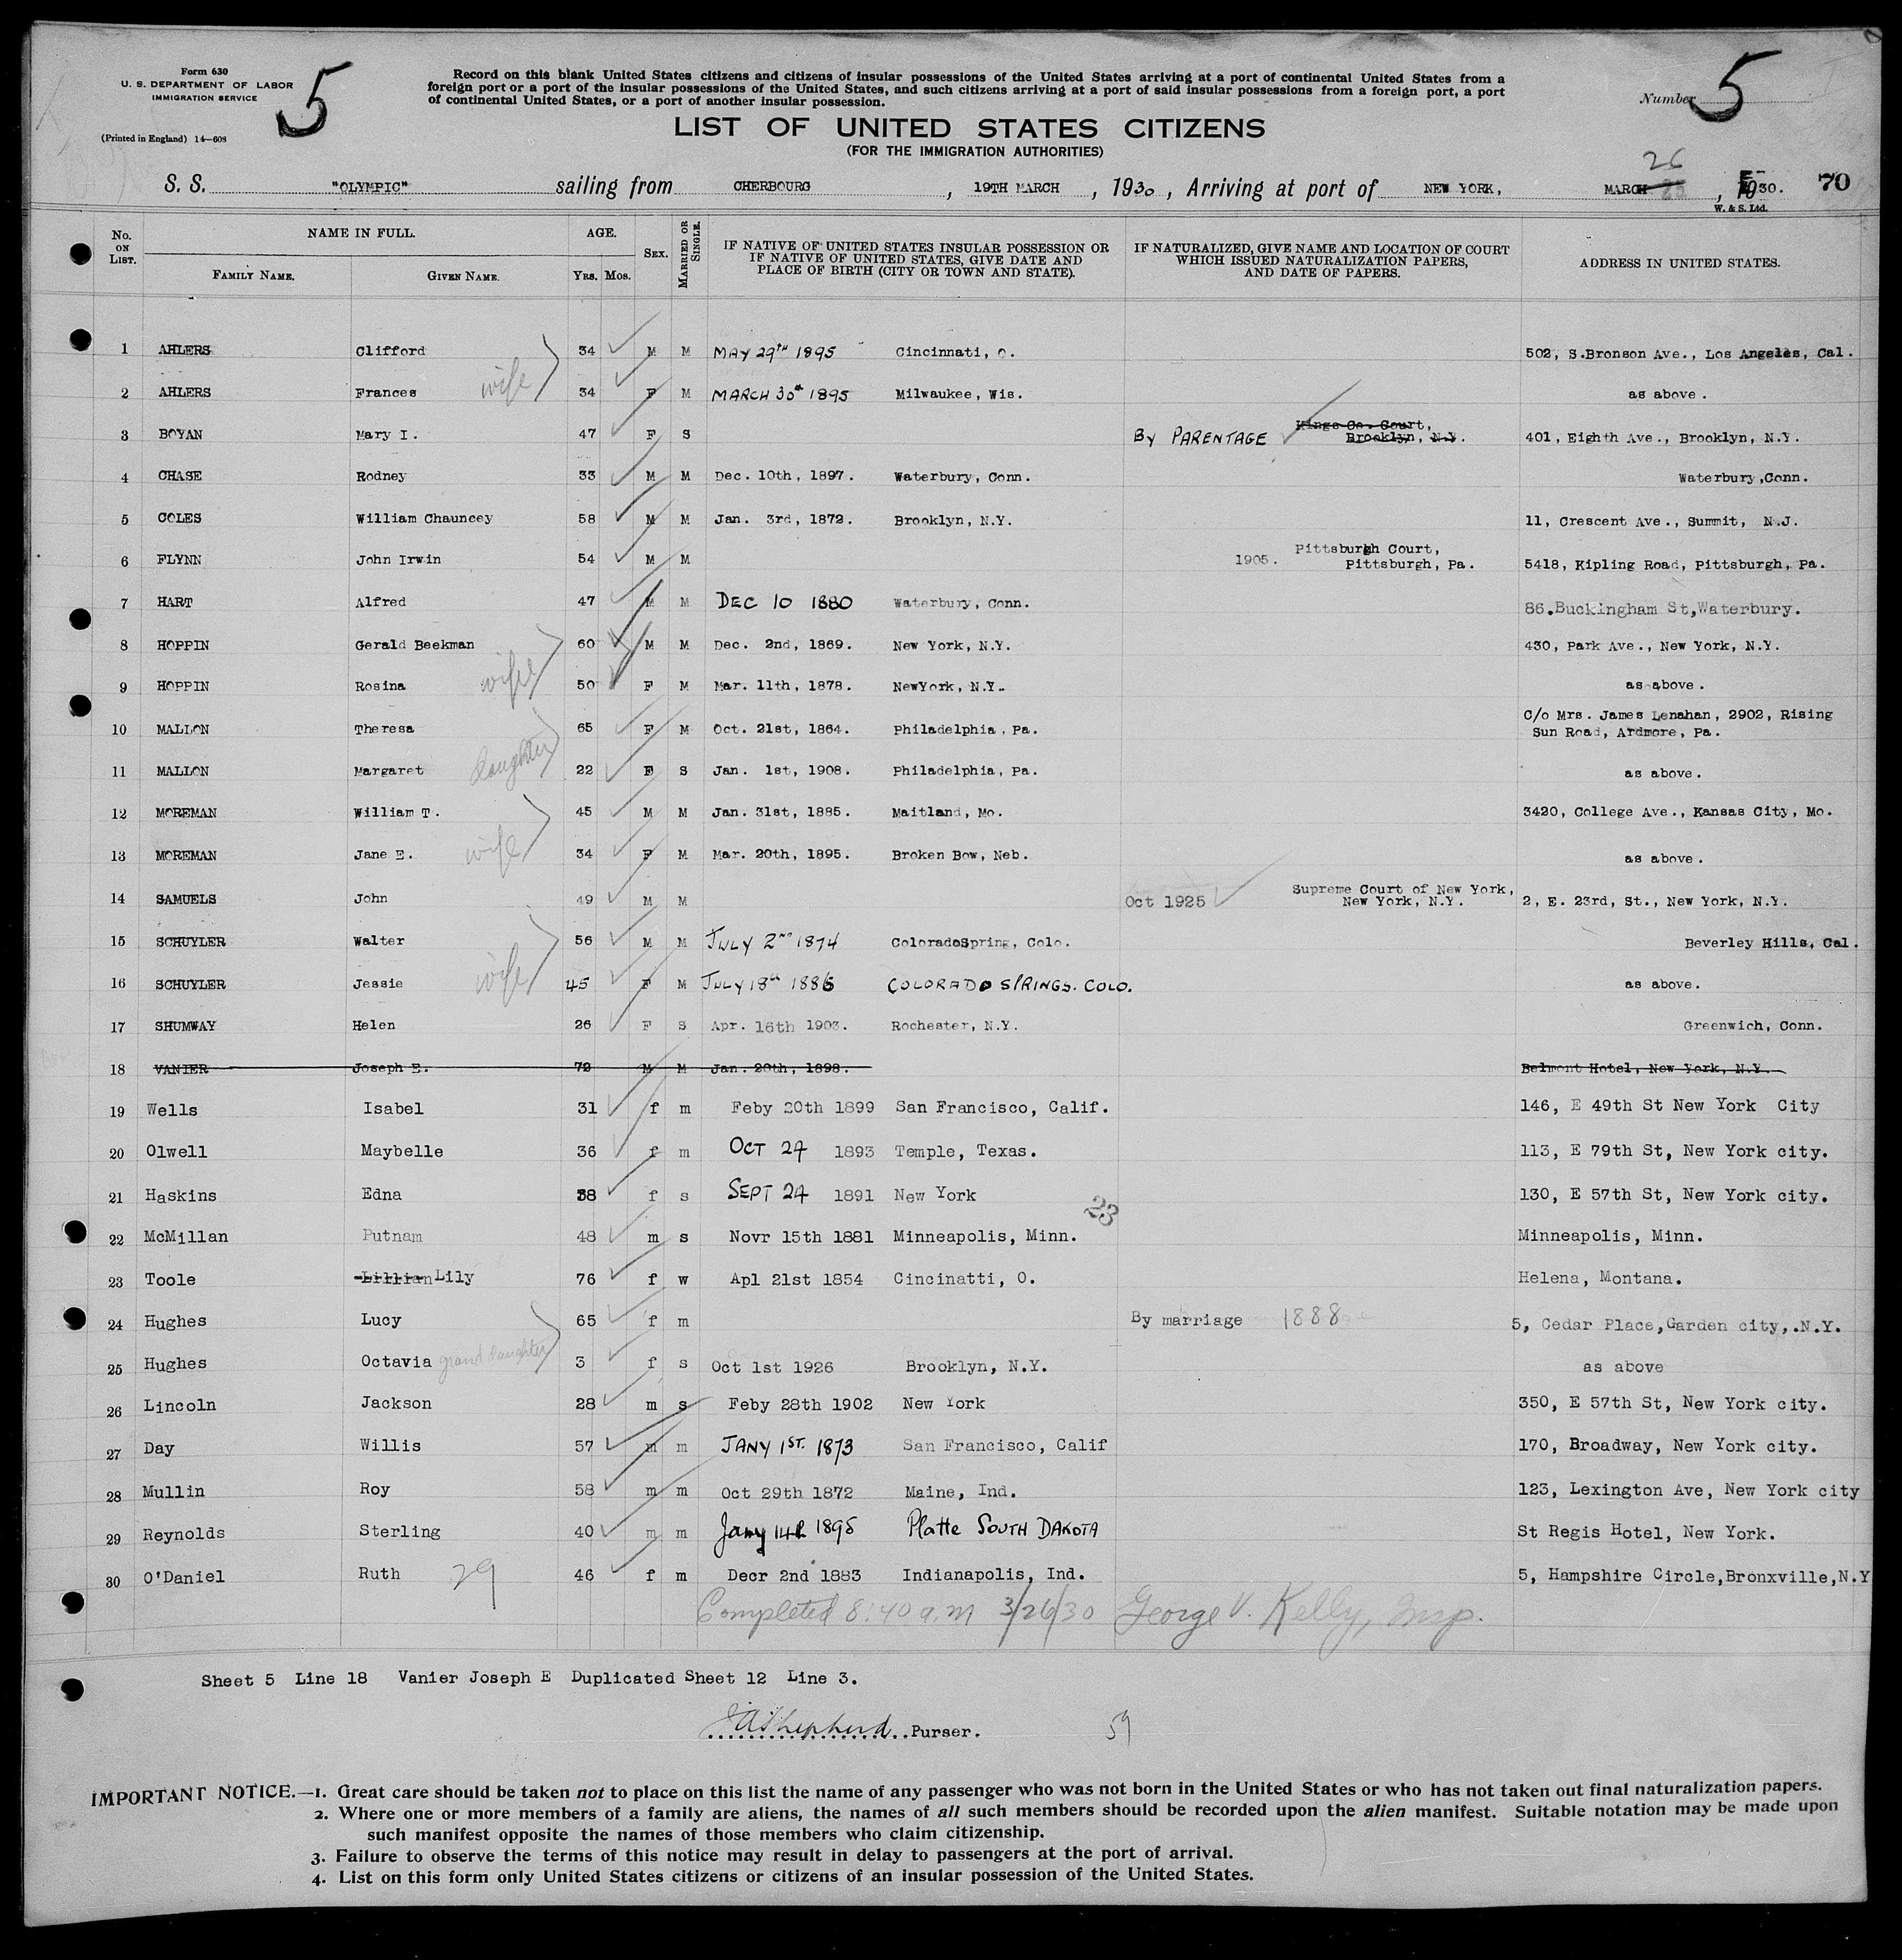 Form 630
U. S. DEPARTMENT OF LABOR
IMMIGRATION SERVICE
(Printed in England) 14—608
5
Record on this blank United States citizens and citizens of insular possessions of the United States arriving at a port of continental United States from a
foreign port or a port of the insular possessions of the United States, and such citizens arriving at a port of said insular possessions from a foreign port, a port
of continental United States, or a port of another insular possession.
Number 5
LIST OF UNITED STATES CITIZENS
(FOR THE IMMIGRATION AUTHORITIES)
26
S. S. "OLYMPIC" sailing from CHERBOURG, 19TH MARCH, 1930, Arriving at port of NEW YORK, MARCH, 1930. 70
W. & S. Ltd.
No. ON LIST. NAME IN FULL. FAMILY NAME. GIVEN NAME. AGE. Yrs. Mos. SEX. MARRIED OR SINGLE. IF NATIVE OF UNITED STATES INSULAR POSSESSION OR IF NATIVE OF UNITED STATES, GIVE DATE AND PLACE OF BIRTH (CITY OR TOWN AND STATE). IF NATURALIZED, GIVE NAME AND LOCATION OF COURT WHICH ISSUED NATURALIZATION PAPERS, AND DATE OF PAPERS. ADDRESS IN UNITED STATES.
1 AHLERS Clifford 34 M M MAY 29th 1895 Cincinnati, O. 502, S.Bronson Ave., Los Angeles, Cal.
2 AHLERS Frances wife 34 F M MARCH 30th 1895 Milwaukee, Wis. as above.
3 BOYAN Mary I. 47 F S By PARENTAGE Kings Co. Court, Brooklyn, N.Y. 401, Eighth Ave., Brooklyn, N.Y.
4 CHASE Rodney 33 M M Dec. 10th, 1897. Waterbury, Conn. Waterbury,Conn.
5 COLES William Chauncey 58 M M Jan. 3rd, 1872. Brooklyn, N.Y. 11, Crescent Ave., Summit, N.J.
6 FLYNN John Irwin 54 M M 1905. Pittsburgh Court, Pittsburgh, Pa. 5418, Kipling Road, Pittsburgh, Pa.
7 HART Alfred 47 M M DEC 10 1880 Waterbury, Conn. 86.Buckingham St,Waterbury.
8 HOPPIN Gerald Beekman 60 M M Dec. 2nd, 1869. New York, N.Y. 430, Park Ave., New York, N.Y.
9 HOPPIN Rosina wife 50 F M Mar. 11th, 1878. NewYork, N.Y. as above.
10 MALLON Theresa 65 F M Oct. 21st, 1864. Philadelphia, Pa. C/o Mrs. James Lenahan, 2902, Rising Sun Road, Ardmore, Pa.
11 MALLON Margaret daughter 22 F S Jan. 1st, 1908. Philadelphia, Pa. as above.
12 MOREMAN William T. 45 M M Jan. 31st, 1885. Maitland, Mo. 3420, College Ave., Kansas City, Mo.
13 MOREMAN Jane E. wife 34 F M Mar. 20th, 1895. Broken Bow, Neb. as above.
14 SAMUELS John 49 M M Oct 1925 Supreme Court of New York, New York, N.Y. 2, E. 23rd, St., New York, N.Y.
15 SCHUYLER Walter 56 M M JULY 2nd 1874 ColoradoSpring, Colo. Beverley Hills, Cal.
16 SCHUYLER Jessie wife 45 F M JULY 18th 1886 COLORADO SPRINGS. COLO. as above.
17 SHUMWAY Helen 26 F S Apr. 16th 1903. Rochester, N.Y. Greenwich, Conn.
18 VANIER Joseph E. 72 M M Jan. 20th, 1898. Belmont Hotel, New York, N.Y.
19 Wells Isabel 31 f m Feby 20th 1899 San Francisco, Calif. 146, E 49th St New York City
20 Olwell Maybelle 36 f m OCT 27 1893 Temple, Texas. 113, E 79th St, New York city.
21 Haskins Edna 38 f s SEPT 27 1891 New York 130, E 57th St, New York city.
23
22 McMillan Putnam 48 m s Novr 15th 1881 Minneapolis, Minn. Minneapolis, Minn.
23 Toole Lillian Lily 76 f w Apl 21st 1854 Cincinatti, O. Helena, Montana.
24 Hughes Lucy 65 f m By marriage 1888 5, Cedar Place,Garden city,.N.Y.
25 Hughes Octavia grand daughter 3 f s Oct 1st 1926 Brooklyn, N.Y. as above
26 Lincoln Jackson 28 m s Feby 28th 1902 New York 350, E 57th St, New York city.
27 Day Willis 57 m m JANY 1ST. 1873 San Francisco, Calif 170, Broadway, New York city.
28 Mullin Roy 58 m m Oct 29th 1872 Maine, Ind. 123, Lexington Ave, New York city
29 Reynolds Sterling 40 m m Jany 14th 1895 Platte SOUTH DAKOTA St Regis Hotel, New York.
30 O'Daniel Ruth 29 46 f m Decr 2nd 1883 Indianapolis, Ind. 5, Hampshire Circle,Bronxville,N.Y
Completed 8:40 a.m 3/26/30 George V. Kelly, Insp.
Sheet 5 Line 18 Vanier Joseph E Duplicated Sheet 12 Line 3.
Shepherd Purser. 59
IMPORTANT NOTICE.—1. Great care should be taken not to place on this list the name of any passenger who was not born in the United States or who has not taken out final naturalization papers.
2. Where one or more members of a family are aliens, the names of all such members should be recorded upon the alien manifest. Suitable notation may be made upon
such manifest opposite the names of those members who claim citizenship.
3. Failure to observe the terms of this notice may result in delay to passengers at the port of arrival.
4. List on this form only United States citizens or citizens of an insular possession of the United States.